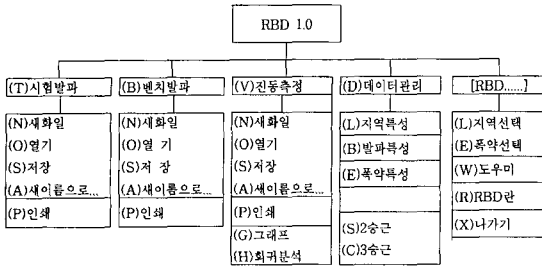 RBD 1.0
(T)시험발파
(N)새화일
(O)열기
(S)저장
(A)새이름으로...
(P)인쇄
(B)벤치발파
(N)새화일
(O)열 기
(S)저 장
(A)새이름으로...
(P)인쇄
(V)진동측정
(N)새화일
(O)열기
(S)저장
(A)새이름으로...
(P)인쇄
(G)그래프
(H)회귀분석
(D)데이터관리
(L)지역특성
(B)발파특성
(E)폭약특성
(S)2승근
(C)3승근
[RBD......]
(L)지역선택
(E)폭약선택
(W)도우미
(R)RBD란
(X)나가기